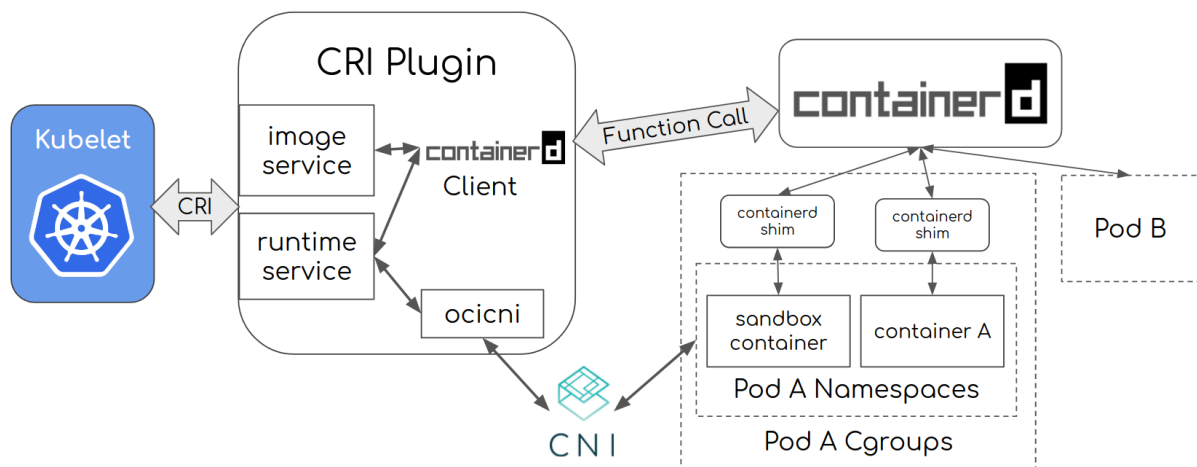 CRI Plugin
Kubelet
CRI
image
service
runtime
service
containerd
Client
ocicni
Function Call
containerd
containerd
shim
containerd
shim
sandbox
container
container A
Pod A Namespaces
Pod A Cgroups
Pod B
CNI